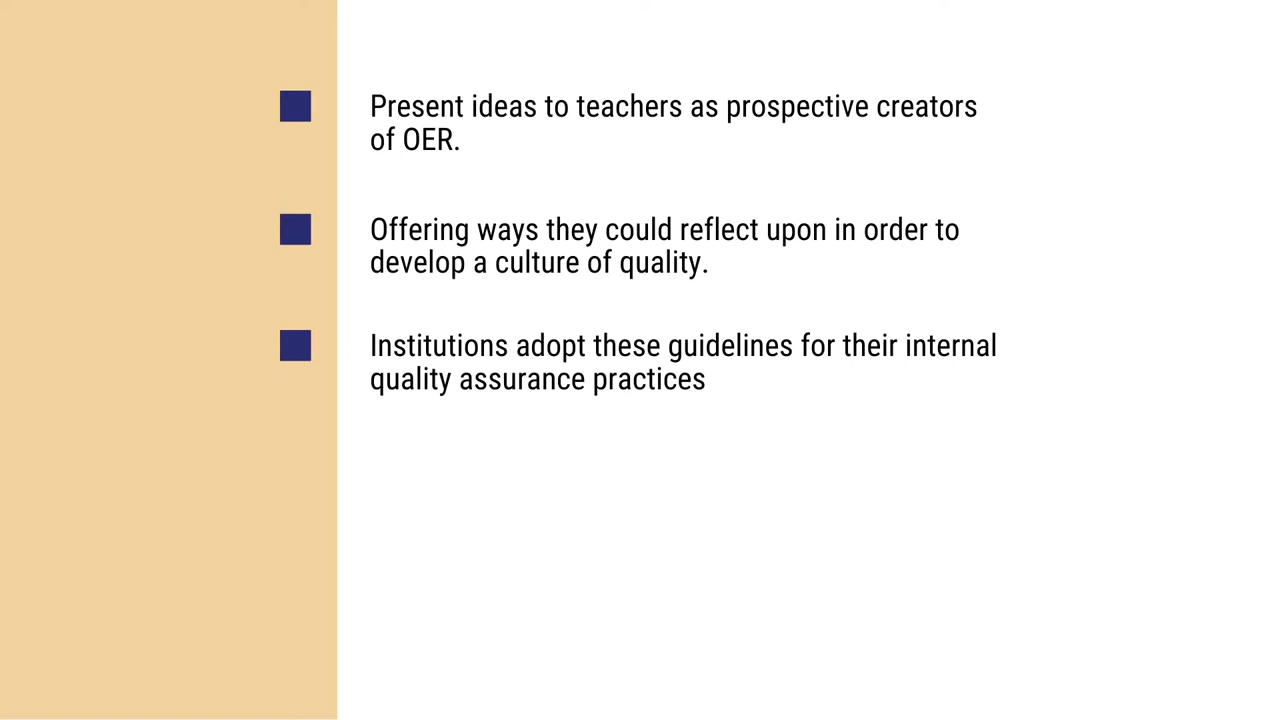 Present ideas to teachers as prospective creators
of OER.
Offering ways they could reflect upon in order to
develop a culture of quality.
Institutions adopt these guidelines for their internal
quality assurance practices